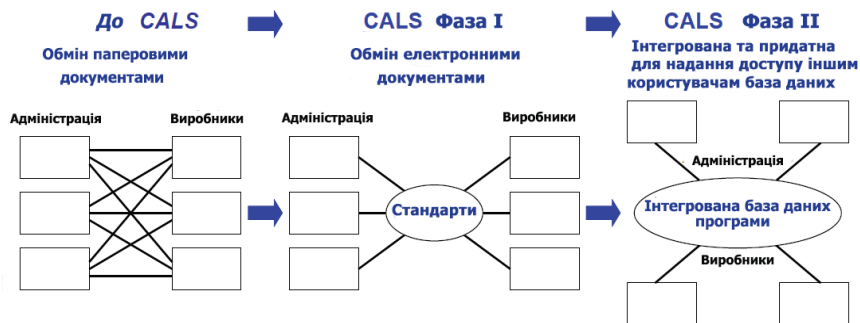 До CALS
CALS Фаза I
CALS Фаза II
Обмін паперовими
документами
Обмін електронними
документами
Інтегрована та придатна
для надання доступу іншим
користувачам база даних
Адміністрація
Виробники
Адміністрація
Виробники
Стандарти
Адміністрація
Інтегрована база даних
програми
Виробники